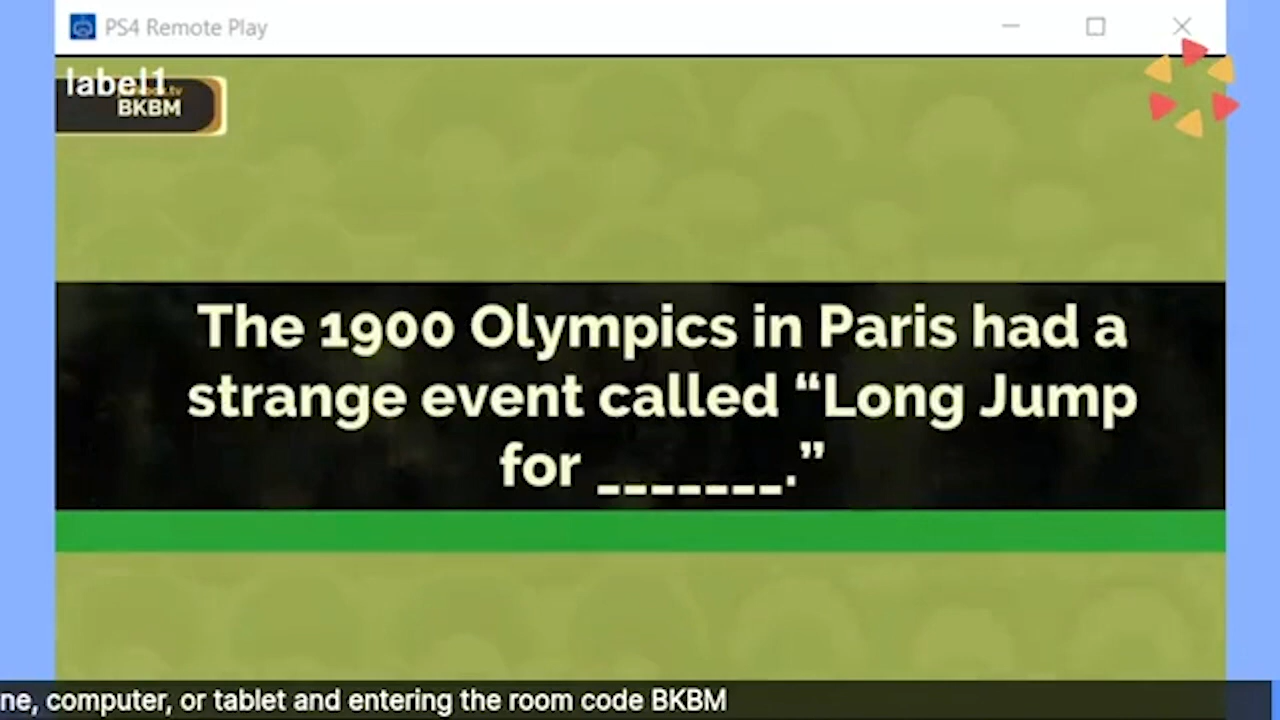 PS4 Remote Play
label1
.tv
BKBM
The 1900 Olympics in Paris had a
strange event called “Long Jump
for _______.”
ne, computer, or tablet and entering the room code BKBM